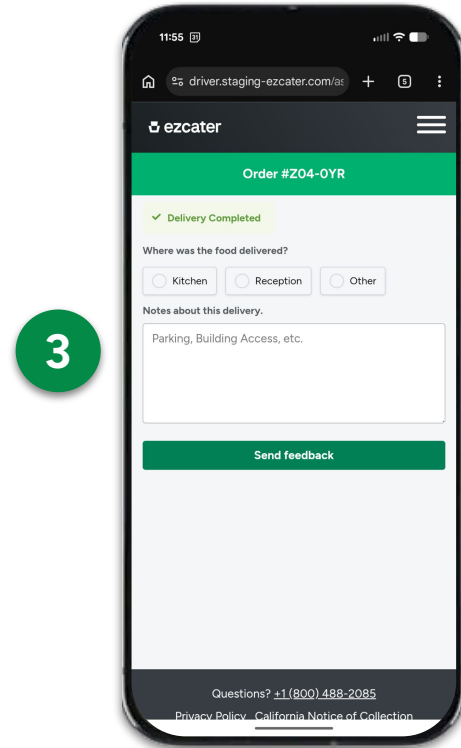 11:55 31
driver.staging-ezcater.com/as
5
ezcater
Order #Z04-0YR
Delivery Completed
Where was the food delivered?
Kitchen Reception Other
Notes about this delivery.
Parking, Building Access, etc.
3
Send feedback
Questions? +1 (800) 488-2085
Privacy Policy California Notice of Collection